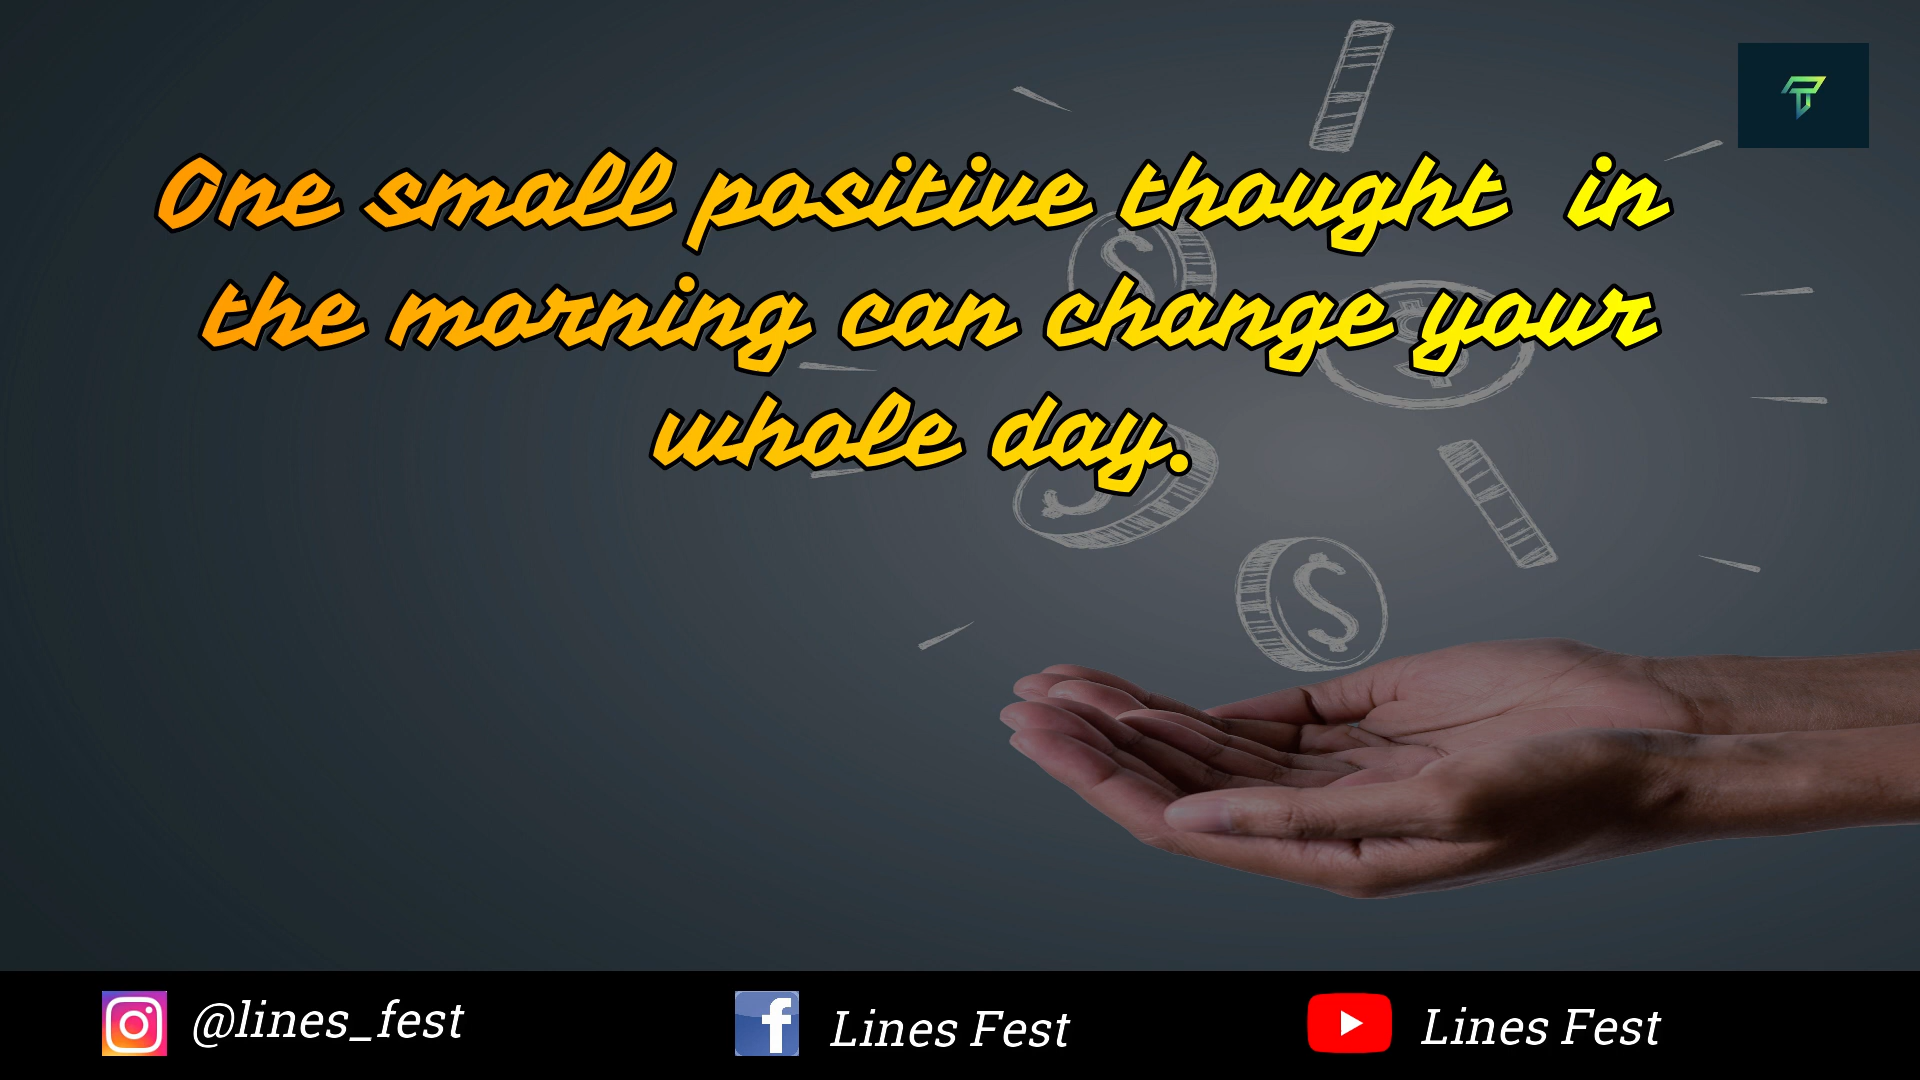 One small positive thought  in
the morning can change your
whole day.
@lines_fest
Lines Fest
Lines Fest